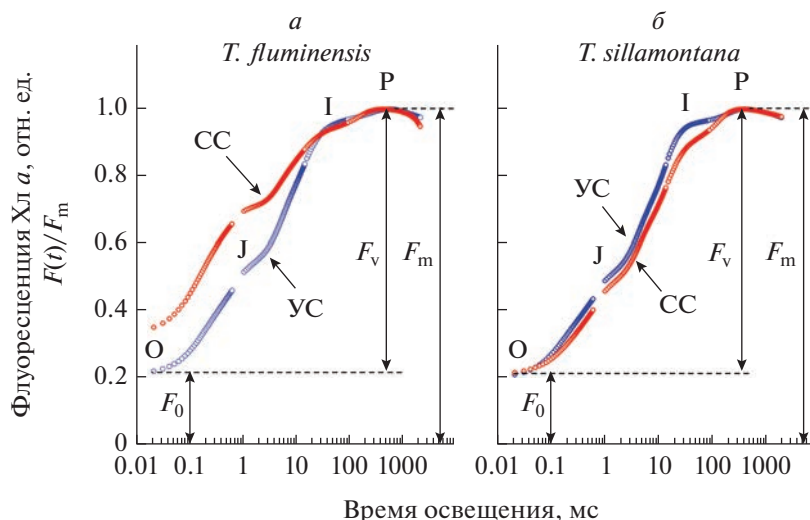 а
T. fluminensis
P
I
СС
J
УС
O
F₀
Fᵥ
Fₘ
1.0
0.8
0.6
0.4
0.2
0
0.01
0.1
1
10
100
1000
б
T. sillamontana
P
I
УС
J
СС
O
F₀
Fᵥ
Fₘ
0.01
0.1
1
10
100
1000
Флуоресценция Хл a, отн. ед.
F(t)/Fₘ
Время освещения, мс